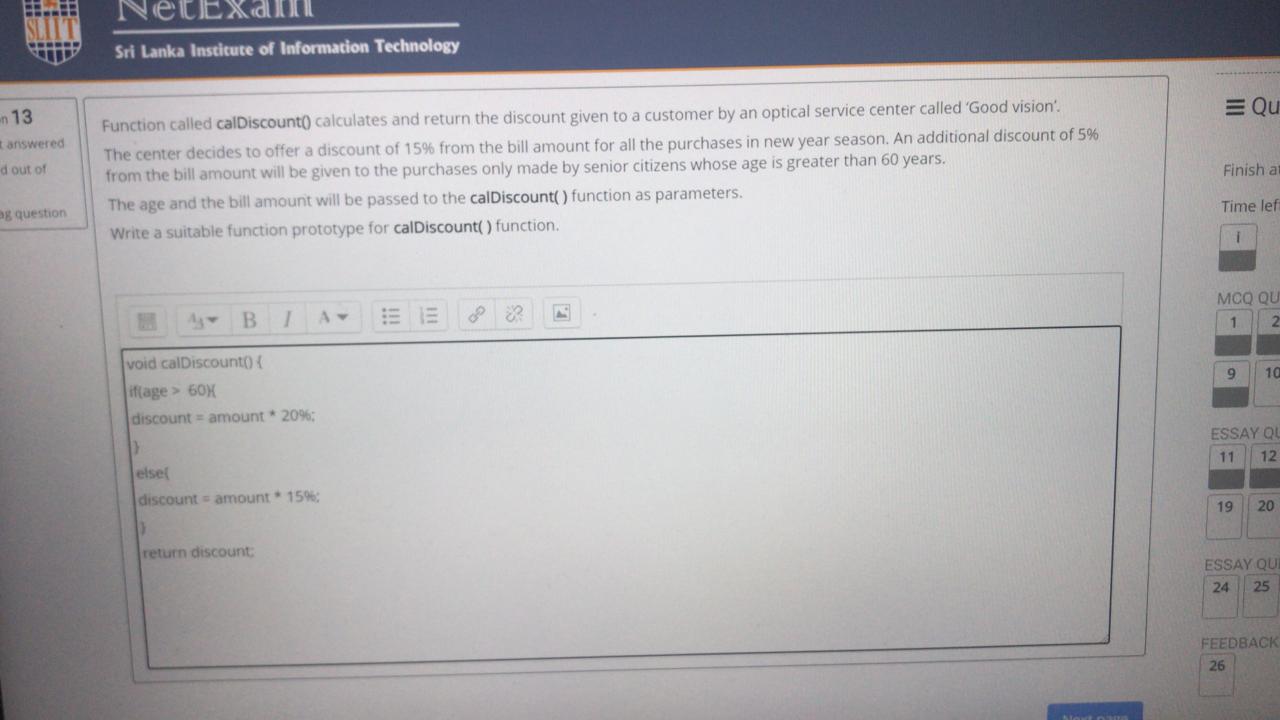 SLIIT
NetExam
Sri Lanka Institute of Information Technology
13
answered
out of
question
Function called calDiscount() calculates and return the discount given to a customer by an optical service center called 'Good vision'.
The center decides to offer a discount of 15% from the bill amount for all the purchases in new year season. An additional discount of 5%
from the bill amount will be given to the purchases only made by senior citizens whose age is greater than 60 years.
The age and the bill amount will be passed to the calDiscount( ) function as parameters.
Write a suitable function prototype for calDiscount( ) function.
B I A
void calDiscount() {
if(age > 60){
discount = amount * 20%;
}
else{
discount = amount * 15%;
}
return discount;
Qu
Finish a
Time lef
i
MCQ QU
1 2
9 10
ESSAY QU
11 12
19 20
ESSAY QU
24 25
FEEDBACK
26
Next page